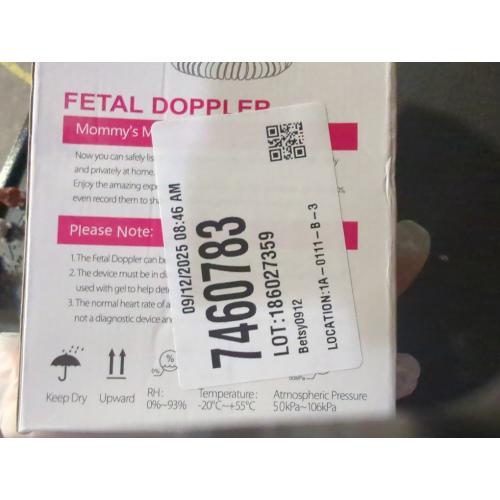 FETAL DOPPLER
Mommy's M
Now you can safely lis
and privately at home.
Enjoy the amazing exp
even record them to sh
Please Note:
1. The Fetal Doppler can b
2. The device must be in di
used with gel to help det
3. The normal heart rate of a
not a diagnostic device an
09/12/2025 08:46 AM
7460783
LOT:186027359
Betsy0912
LOCATION:1A-0111-B-3
%
0%
Keep Dry
Upward
RH:
0%~93%
Temperature:
-20°C~+55°C
Atmospheric Pressure
50kPa~106kPa